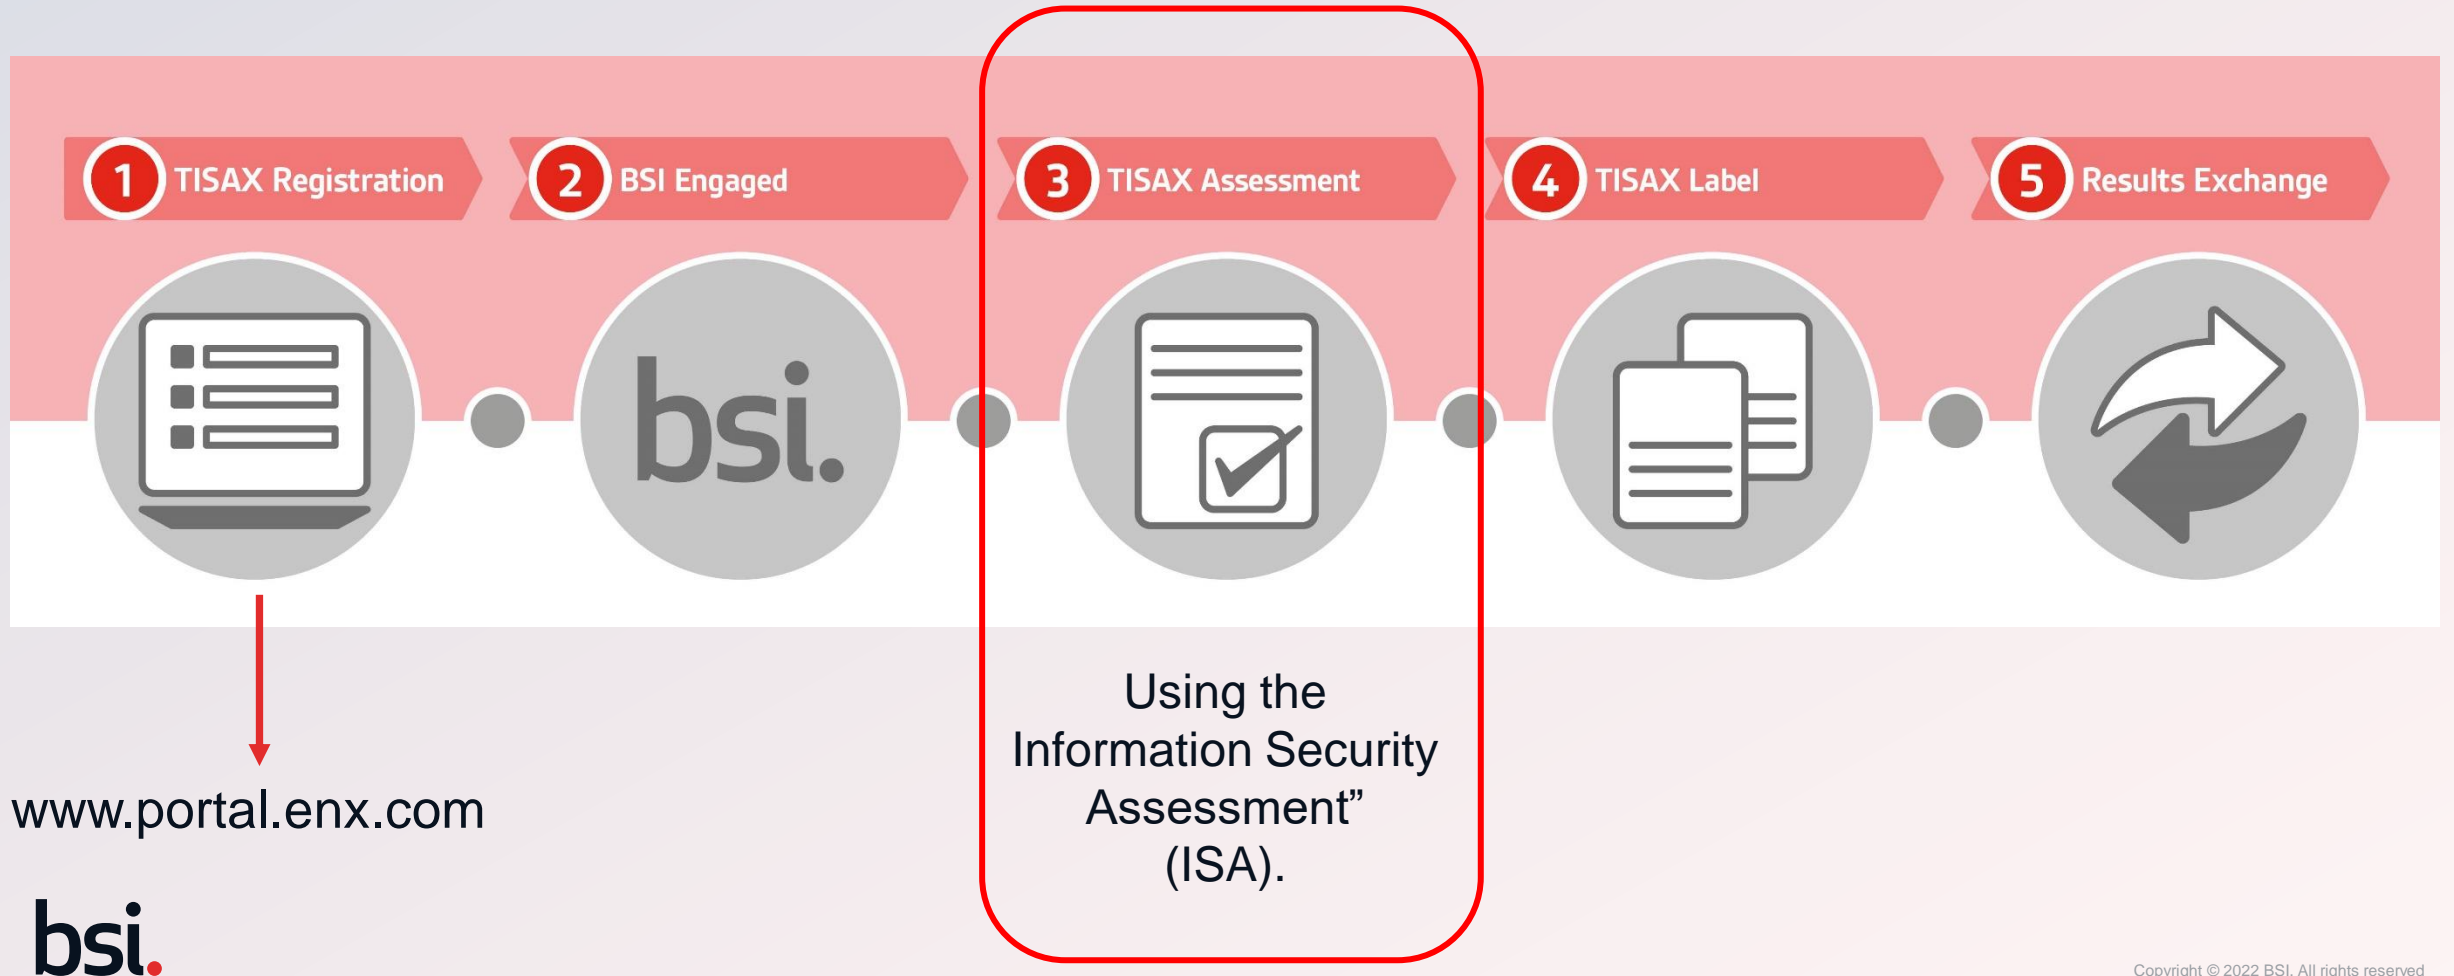 1 TISAX Registration
2 BSI Engaged
3 TISAX Assessment
4 TISAX Label
5 Results Exchange
bsi.
Using the
Information Security
Assessment”
(ISA).
www.portal.enx.com
bsi.
Copyright © 2022 BSI. All rights reserved